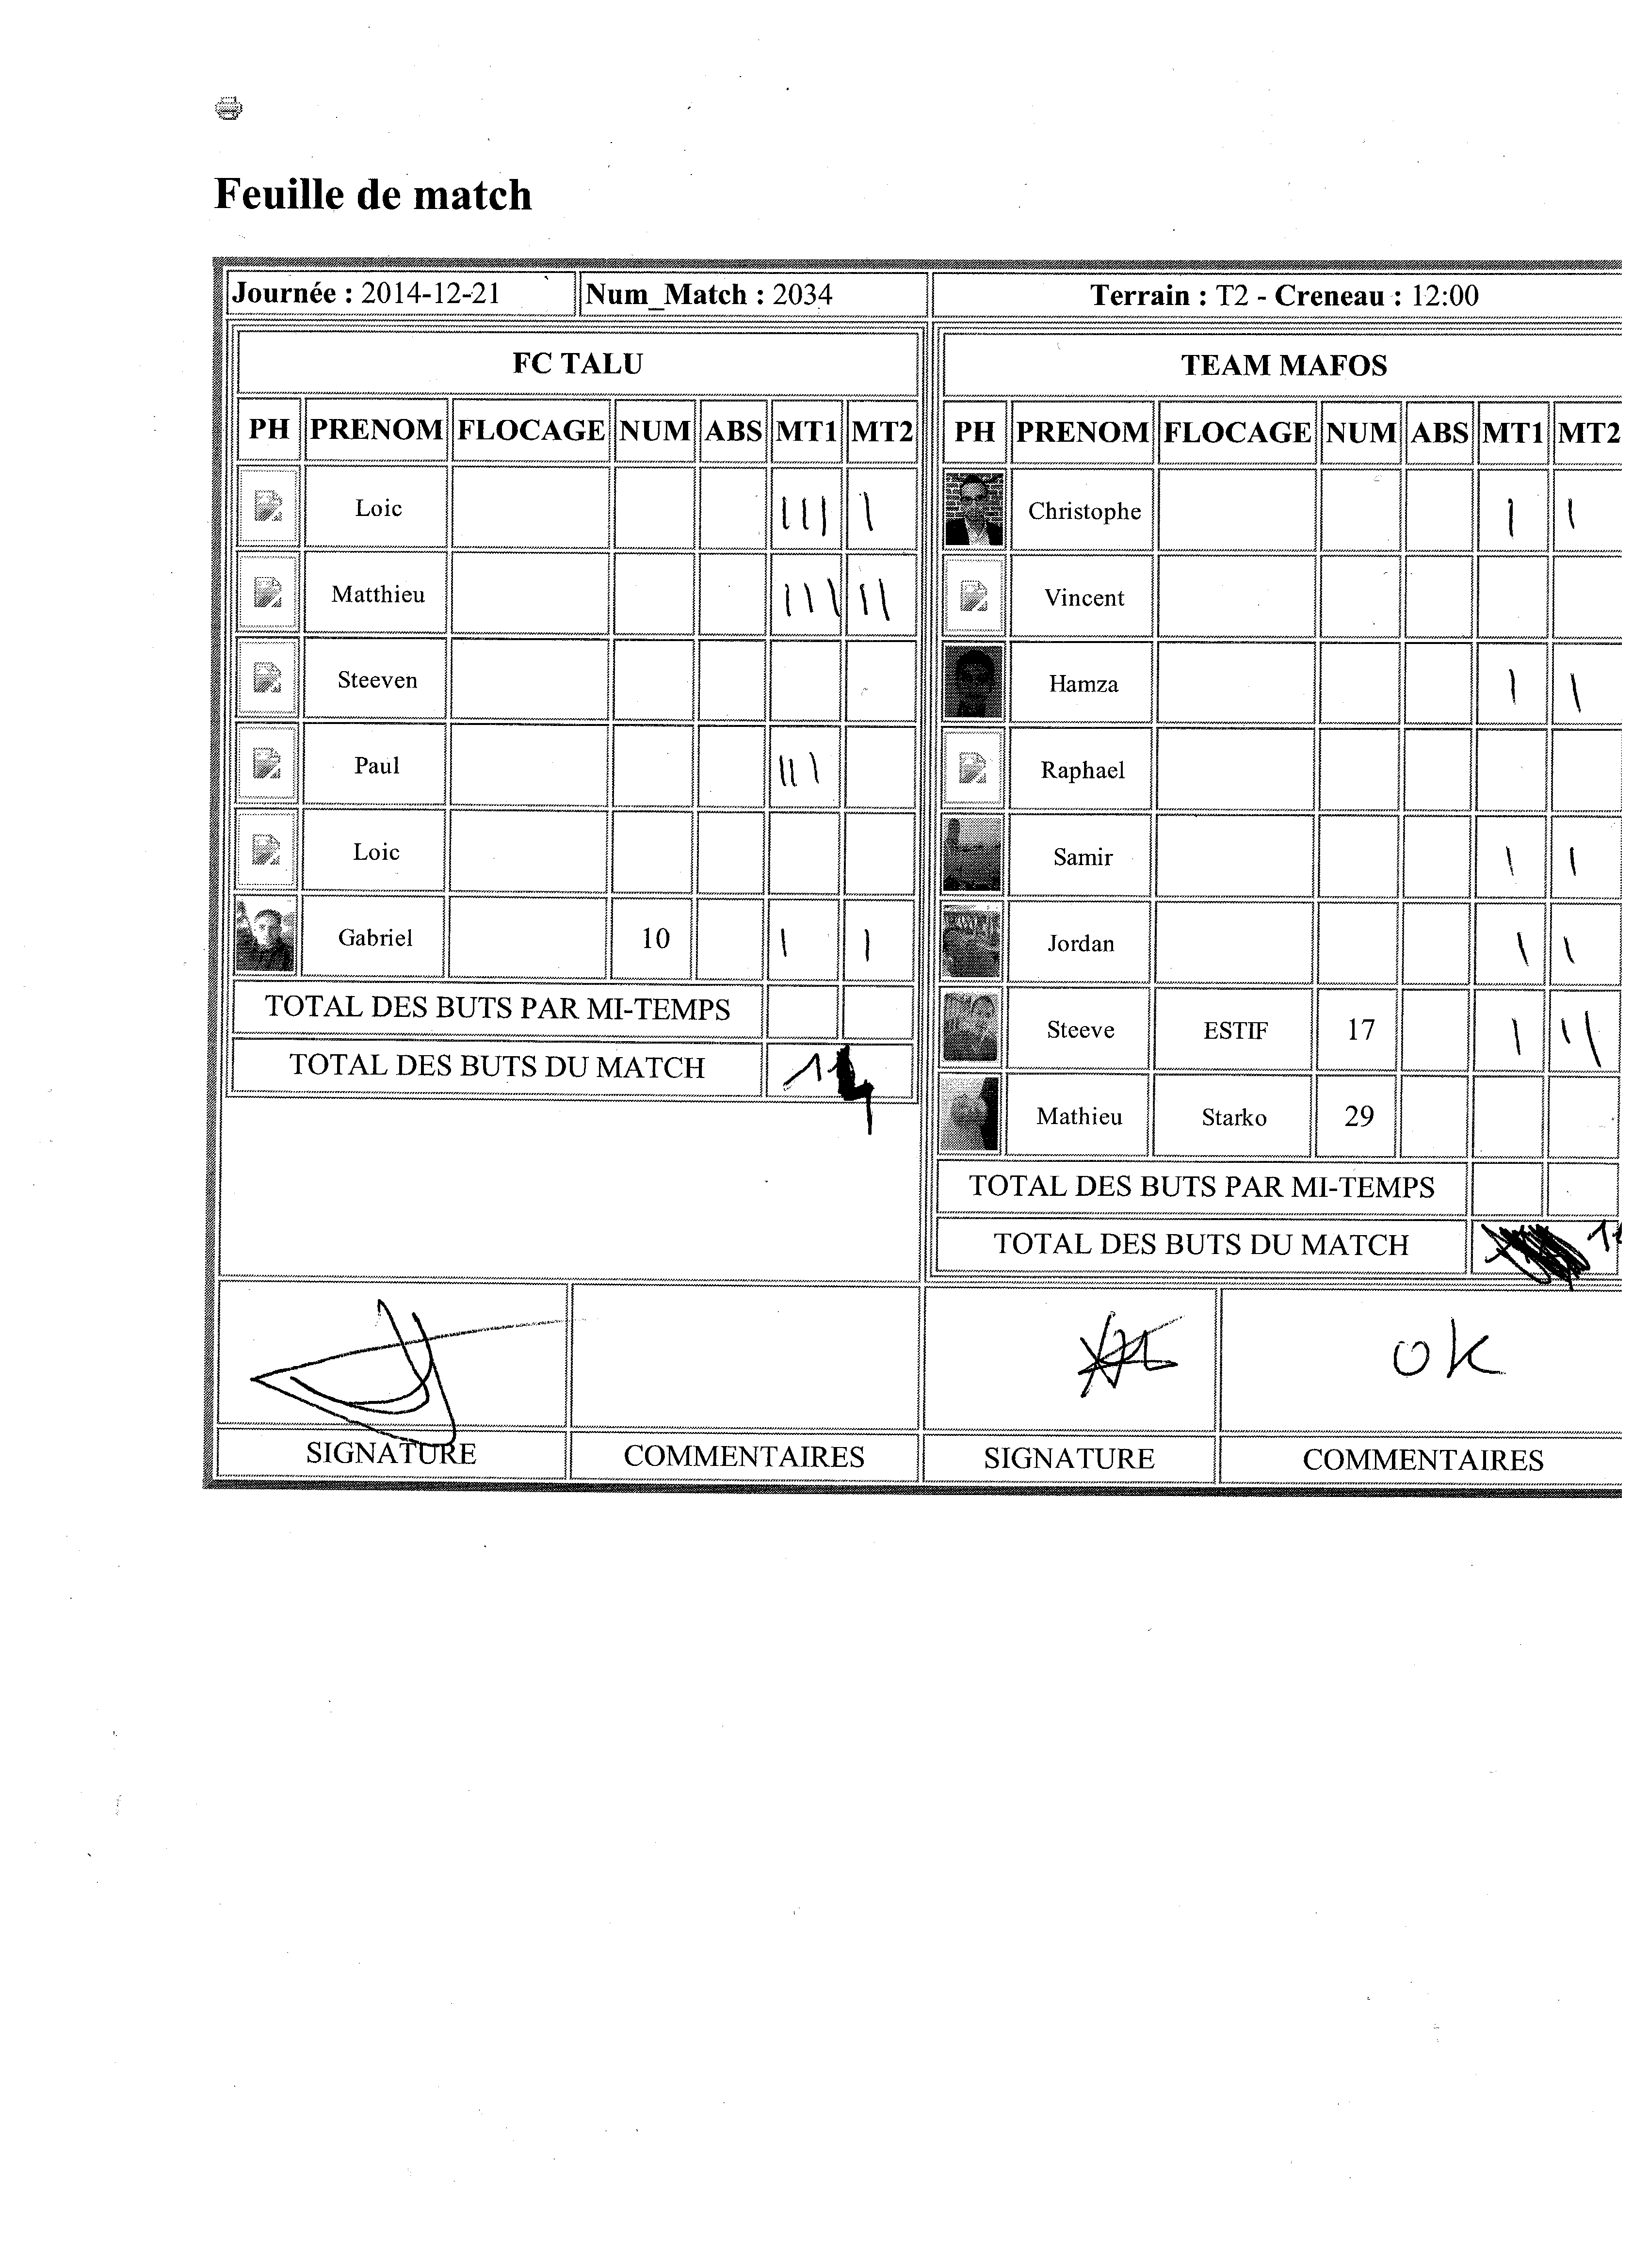 Feuille de match
Journée : 2014-12-21 Num_Match : 2034 Terrain : T2 - Creneau : 12:00
FC TALU TEAM MAFOS
PH PRENOM FLOCAGE NUM ABS MT1 MT2 PH PRENOM FLOCAGE NUM ABS MT1 MT2
Loic III I Christophe I I
Matthieu III II Vincent
Steeven Hamza I I
Paul III Raphael
Loic Samir I I
Gabriel 10 I I Jordan I I
TOTAL DES BUTS PAR MI-TEMPS Steeve ESTIF 17 I II
TOTAL DES BUTS DU MATCH 14 Mathieu Starko 29
TOTAL DES BUTS PAR MI-TEMPS
TOTAL DES BUTS DU MATCH
OK
SIGNATURE COMMENTAIRES SIGNATURE COMMENTAIRES